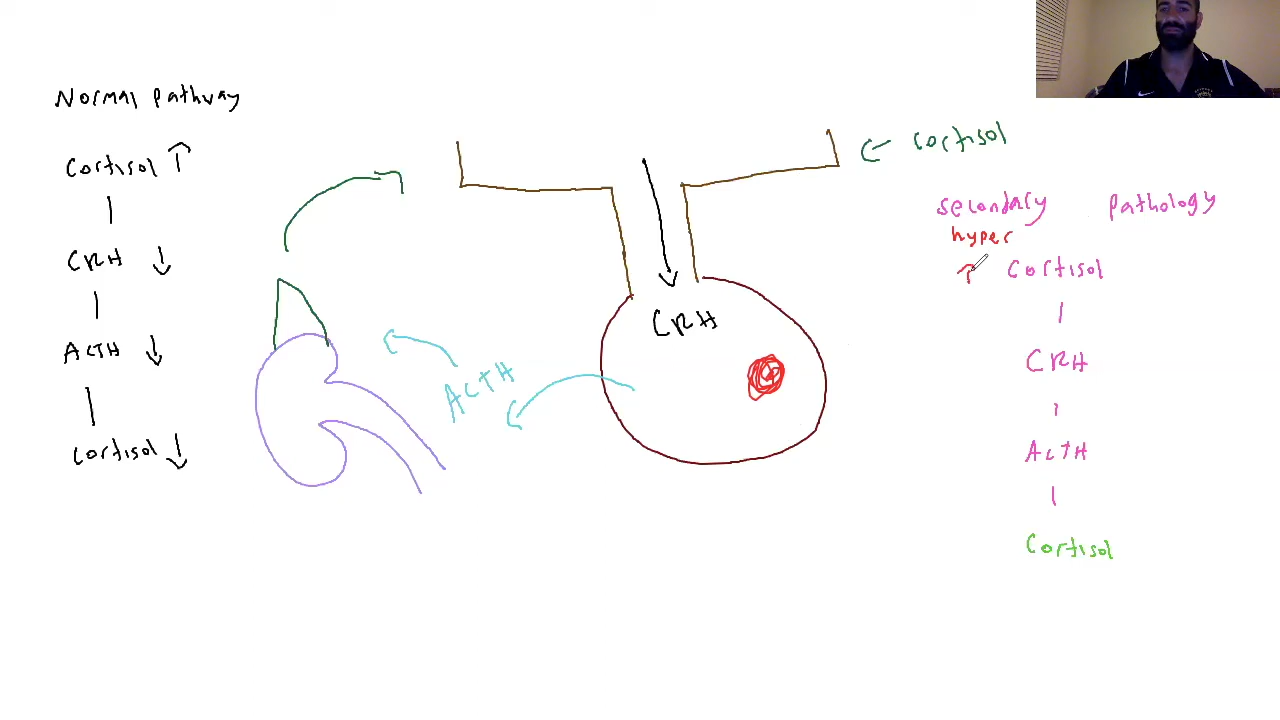 Normal Pathway
Cortisol ↑
CRH ↓
ACTH ↓
Cortisol ↓
CRH
ACTH
Cortisol
Secondary Pathology
hyper
↑ Cortisol
CRH
ACTH
Cortisol